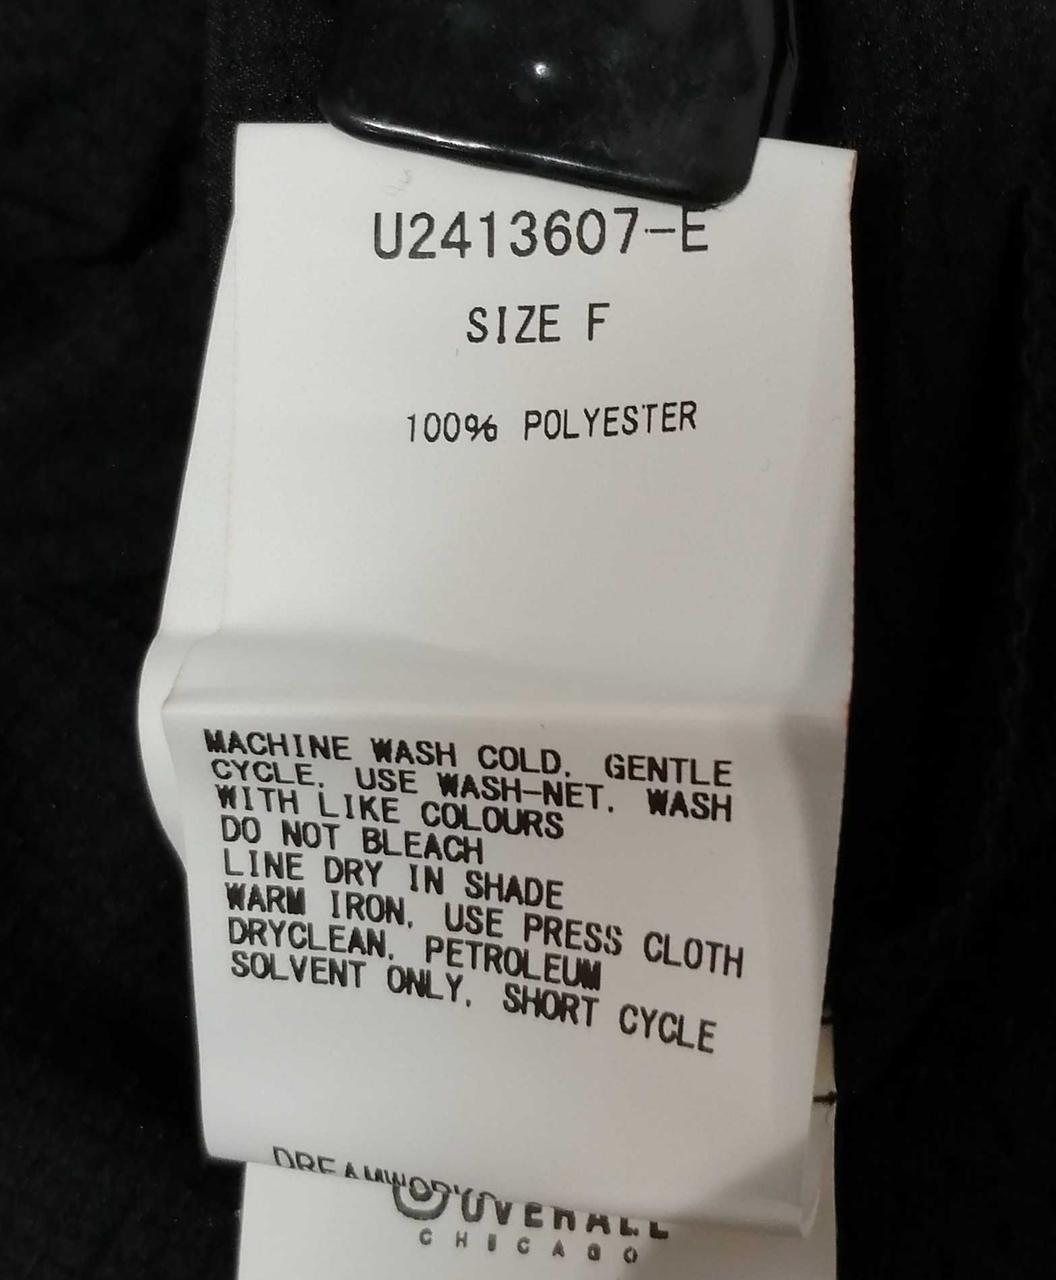 U2413607-E
SIZE F
100% POLYESTER
MACHINE WASH COLD. GENTLE
CYCLE. USE WASH-NET. WASH
WITH LIKE COLOURS
DO NOT BLEACH
LINE DRY IN SHADE
WARM IRON. USE PRESS CLOTH
DRYCLEAN. PETROLEUM
SOLVENT ONLY. SHORT CYCLE
OVERALL
CHICAGO